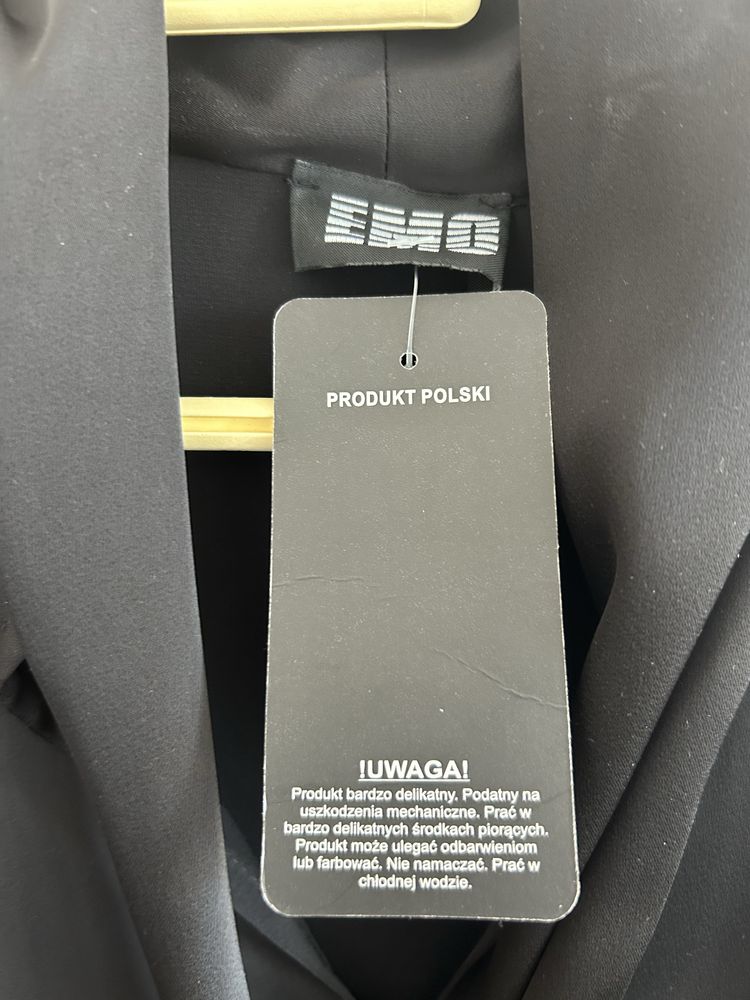 EMO
PRODUKT POLSKI
!UWAGA!
Produkt bardzo delikatny. Podatny na
uszkodzenia mechaniczne. Prać w
bardzo delikatnych środkach piorących.
Produkt może ulegać odbarwieniom
lub farbować. Nie namaczać. Prać w
chłodnej wodzie.